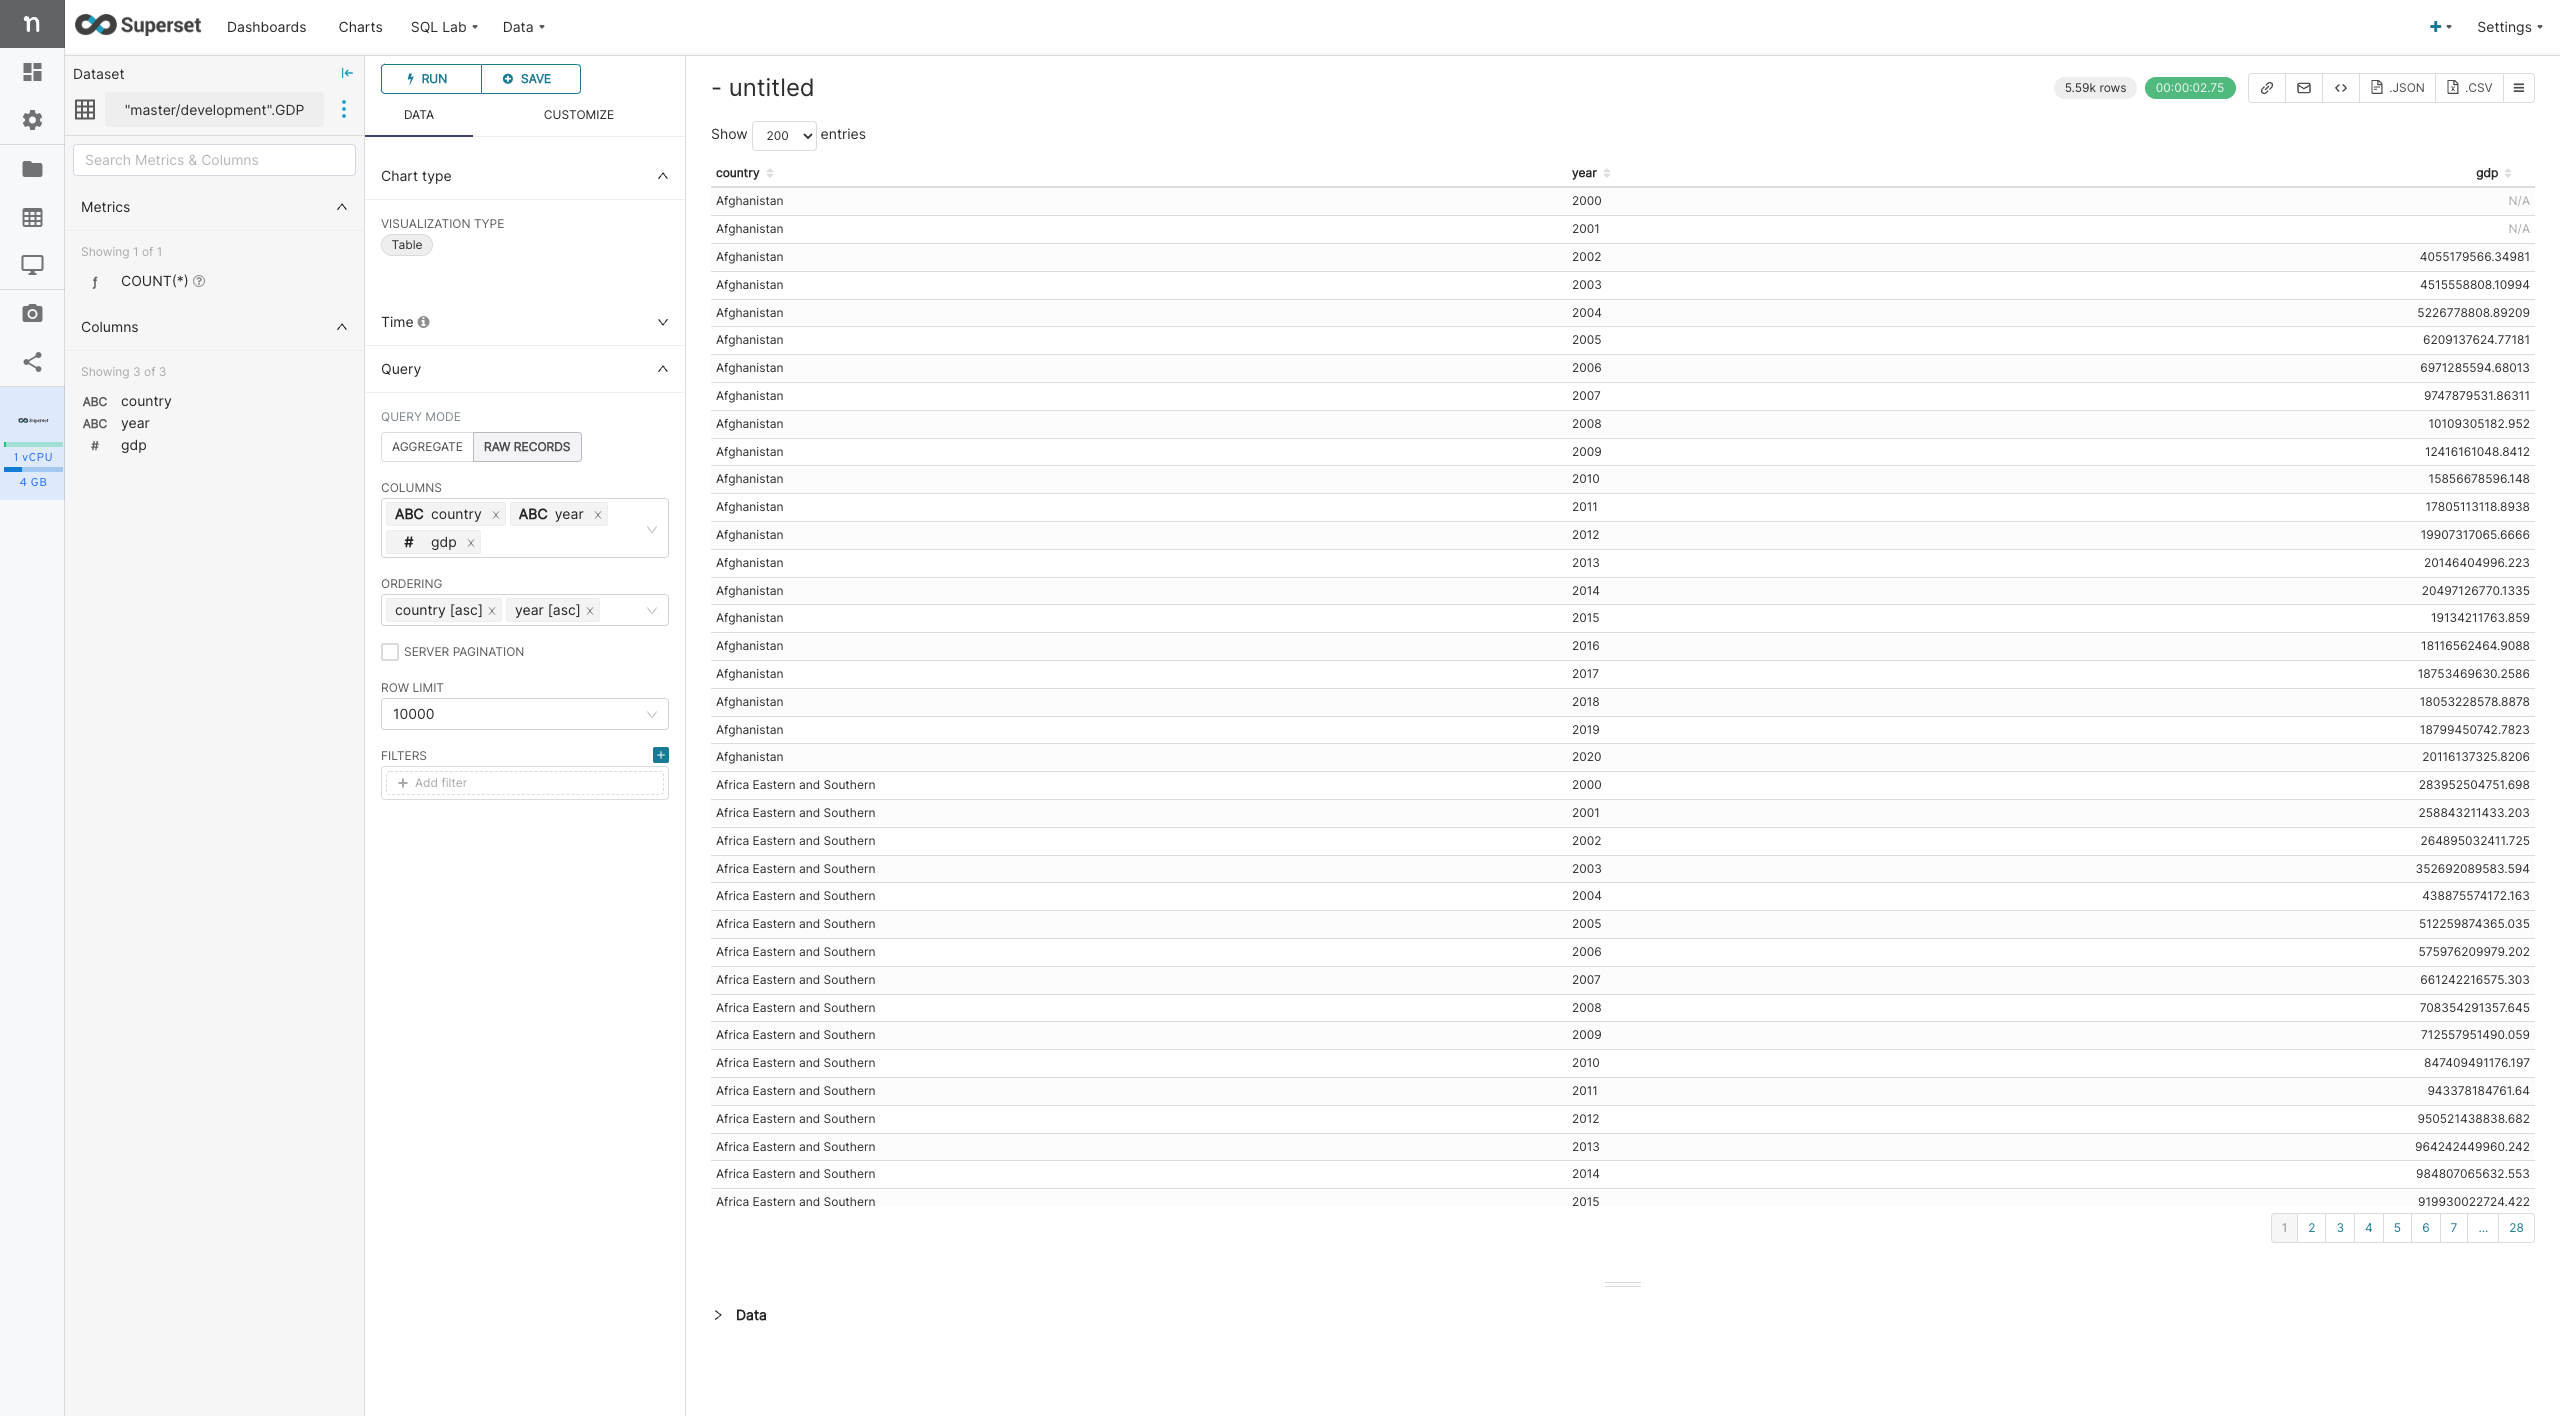 n Superset Dashboards Charts SQL Lab Data Settings
Dataset
"master/development".GDP
Search Metrics & Columns
Metrics
Showing 1 of 1
ƒ COUNT(*)
Columns
Showing 3 of 3
ABC country
ABC year
# gdp
Superset
1 vCPU
4 GB
RUN SAVE
DATA CUSTOMIZE
Chart type
VISUALIZATION TYPE
Table
Time
Query
QUERY MODE
AGGREGATE RAW RECORDS
COLUMNS
ABC country x ABC year x
# gdp x
ORDERING
country [asc] x year [asc] x
SERVER PAGINATION
ROW LIMIT
10000
FILTERS
+ Add filter
- untitled
5.59k rows 00:00:02.75 .JSON .CSV
Show 200 entries
country year gdp
Afghanistan 2000 N/A
Afghanistan 2001 N/A
Afghanistan 2002 4055179566.34981
Afghanistan 2003 4515558808.10994
Afghanistan 2004 5226778808.89209
Afghanistan 2005 6209137624.77181
Afghanistan 2006 6971285594.68013
Afghanistan 2007 9747879531.86311
Afghanistan 2008 10109305182.952
Afghanistan 2009 12416161048.8412
Afghanistan 2010 15856678596.148
Afghanistan 2011 17805113118.8938
Afghanistan 2012 19907317065.6666
Afghanistan 2013 20146404996.223
Afghanistan 2014 20497126770.1335
Afghanistan 2015 19134211763.859
Afghanistan 2016 18116562464.9088
Afghanistan 2017 18753469630.2586
Afghanistan 2018 18053228578.8878
Afghanistan 2019 18799450742.7823
Afghanistan 2020 20116137325.8206
Africa Eastern and Southern 2000 283952504751.698
Africa Eastern and Southern 2001 258843211433.203
Africa Eastern and Southern 2002 264895032411.725
Africa Eastern and Southern 2003 352692089583.594
Africa Eastern and Southern 2004 438875574172.163
Africa Eastern and Southern 2005 512259874365.035
Africa Eastern and Southern 2006 575976209979.202
Africa Eastern and Southern 2007 661242216575.303
Africa Eastern and Southern 2008 708354291357.645
Africa Eastern and Southern 2009 712557951490.059
Africa Eastern and Southern 2010 847409491176.197
Africa Eastern and Southern 2011 943378184761.64
Africa Eastern and Southern 2012 950521438838.682
Africa Eastern and Southern 2013 964242449960.242
Africa Eastern and Southern 2014 984807065632.553
Africa Eastern and Southern 2015 919930022724.422
1 2 3 4 5 6 7 ... 28
Data